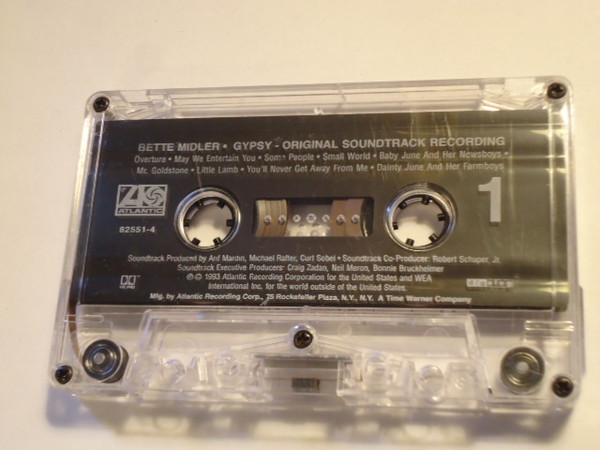 BETTE MIDLER • GYPSY - ORIGINAL SOUNDTRACK RECORDING
Overture • May We Entertain You • Some People • Small World • Baby June And Her Newsboys •
Mr. Goldstone • Little Lamb • You'll Never Get Away From Me • Dainty June And Her Farmboys
1
ATLANTIC
82551-4
Soundtrack Produced by Arif Mardin, Michael Rafter, Curt Sobel • Soundtrack Co-Producer: Robert Schaper, Jr.
Soundtrack Executive Producers: Craig Zadan, Neil Meron, Bonnie Bruckheimer
℗ © 1993 Atlantic Recording Corporation for the United States and WEA
International Inc. for the world outside of the United States.
Mfg. by Atlantic Recording Corp., 75 Rockefeller Plaza, N.Y., N.Y. A Time Warner Company